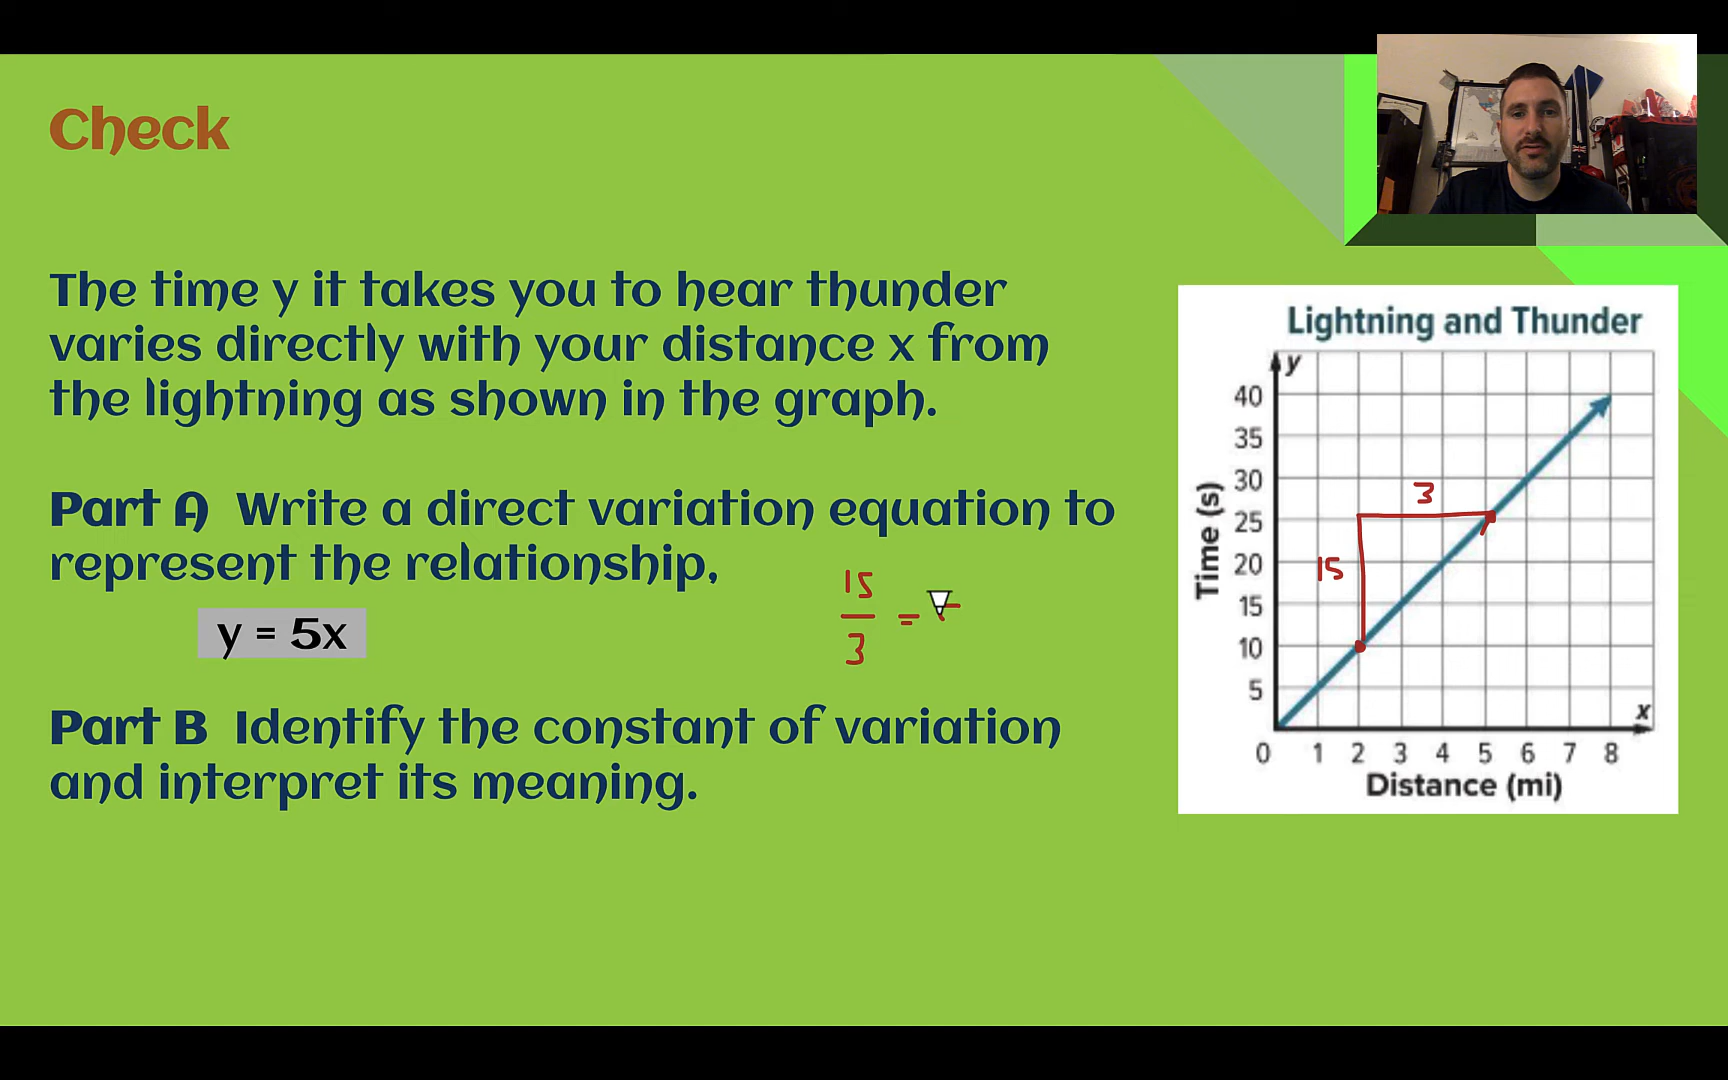 Check
The time y it takes you to hear thunder
varies directly with your distance x from
the lightning as shown in the graph.
Part A Write a direct variation equation to
represent the relationship,
y = 5x
15
3
=
Part B Identify the constant of variation
and interpret its meaning.
Lightning and Thunder
y
40
35
30
25
20
15
10
5
Time (s)
3
15
x
0 1 2 3 4 5 6 7 8
Distance (mi)